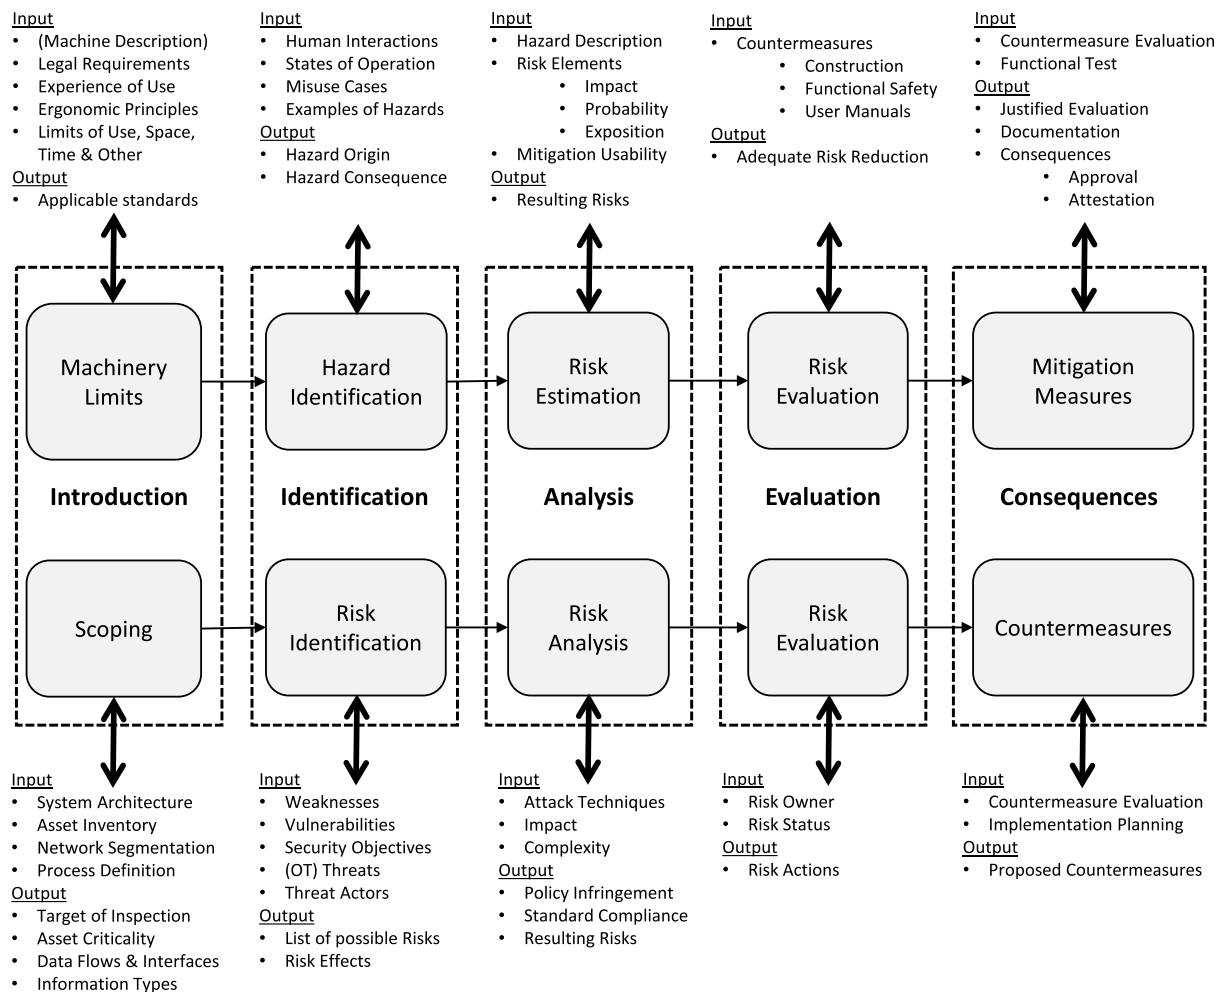 Input
• (Machine Description)
• Legal Requirements
• Experience of Use
• Ergonomic Principles
• Limits of Use, Space,
Time & Other
Output
• Applicable standards
Input
• Human Interactions
• States of Operation
• Misuse Cases
• Examples of Hazards
Output
• Hazard Origin
• Hazard Consequence
Input
• Hazard Description
• Risk Elements
• Impact
• Probability
• Exposition
• Mitigation Usability
Output
• Resulting Risks
Input
• Countermeasures
• Construction
• Functional Safety
• User Manuals
Output
• Adequate Risk Reduction
Input
• Countermeasure Evaluation
• Functional Test
Output
• Justified Evaluation
• Documentation
• Consequences
• Approval
• Attestation
Machinery
Limits
Hazard
Identification
Risk
Estimation
Risk
Evaluation
Mitigation
Measures
Introduction
Identification
Analysis
Evaluation
Consequences
Scoping
Risk
Identification
Risk
Analysis
Risk
Evaluation
Countermeasures
Input
• System Architecture
• Asset Inventory
• Network Segmentation
• Process Definition
Output
• Target of Inspection
• Asset Criticality
• Data Flows & Interfaces
• Information Types
Input
• Weaknesses
• Vulnerabilities
• Security Objectives
• (OT) Threats
• Threat Actors
Output
• List of possible Risks
• Risk Effects
Input
• Attack Techniques
• Impact
• Complexity
Output
• Policy Infringement
• Standard Compliance
• Resulting Risks
Input
• Risk Owner
• Risk Status
Output
• Risk Actions
Input
• Countermeasure Evaluation
• Implementation Planning
Output
• Proposed Countermeasures